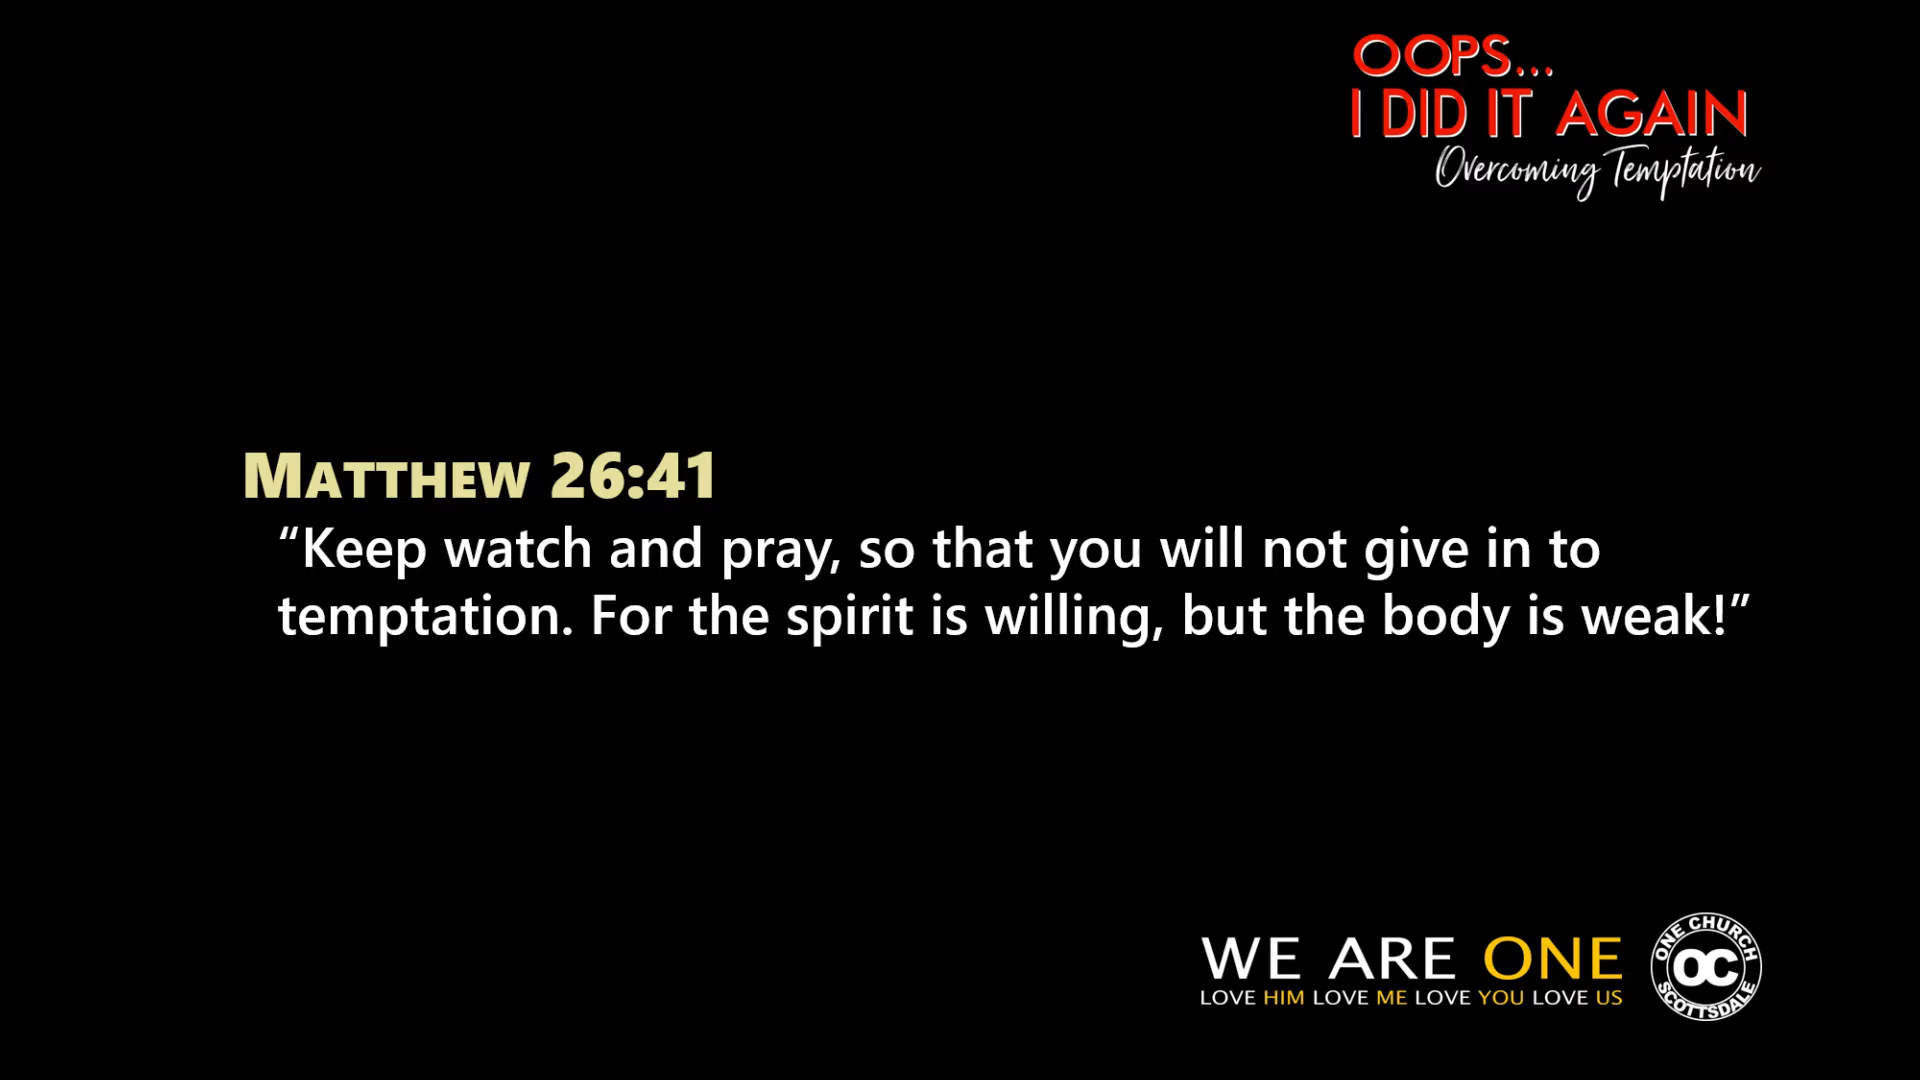 OOPS...
I DID IT AGAIN
Overcoming Temptation
MATTHEW 26:41
“Keep watch and pray, so that you will not give in to
temptation. For the spirit is willing, but the body is weak!”
WE ARE ONE
LOVE HIM LOVE ME LOVE YOU LOVE US
ONE CHURCH
OC
SCOTTSDALE